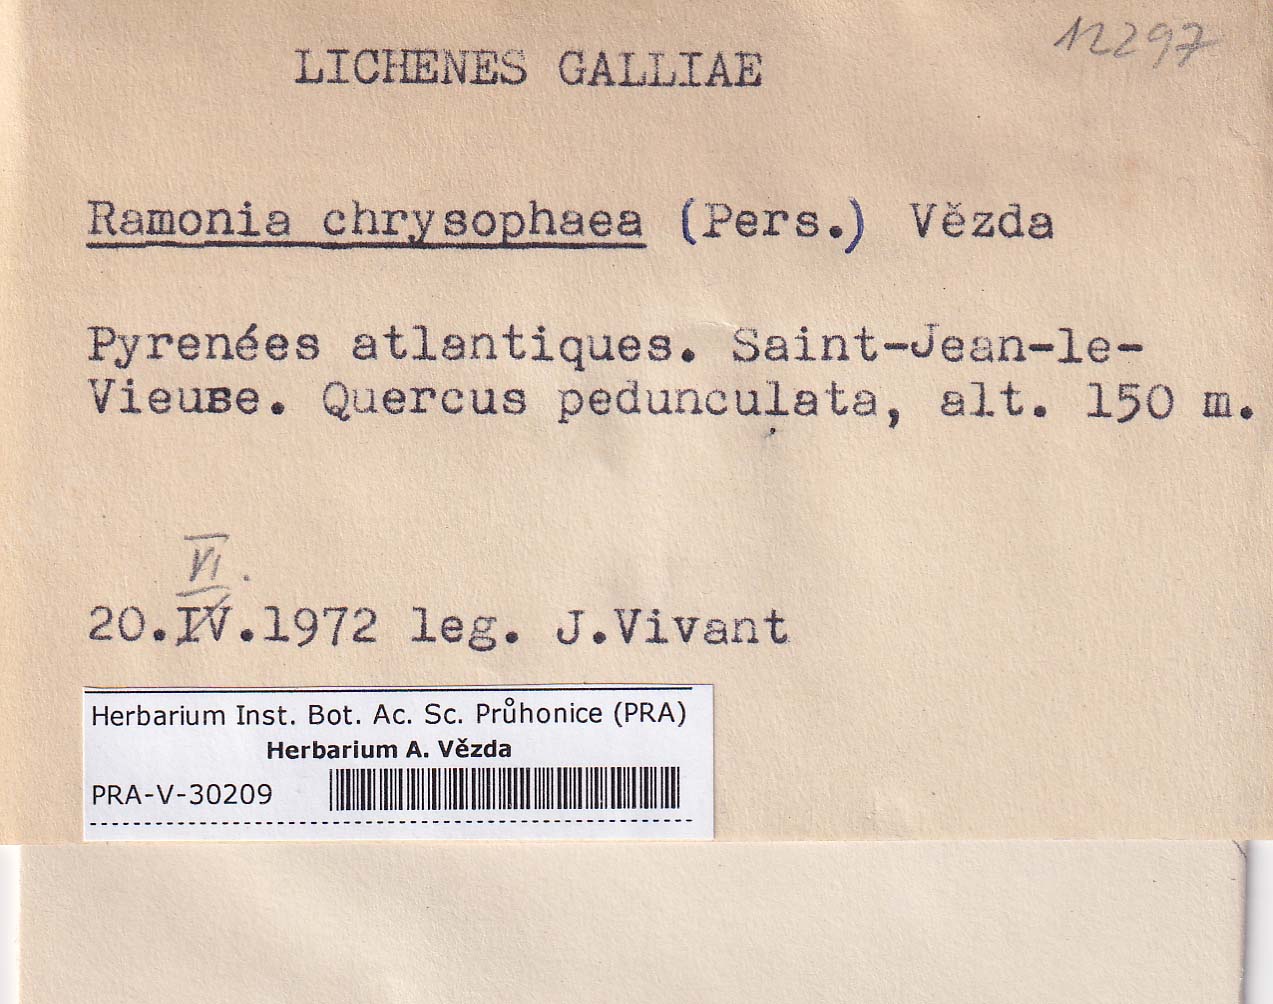 12297
LICHENES GALLIAE
Ramonia chrysophaea (Pers.) Vězda
Pyrenées atlantiques. Saint-Jean-le-
Vieuse. Quercus pedunculata, alt. 150 m.
VI.
20.IV.1972 leg. J.Vivant
Herbarium Inst. Bot. Ac. Sc. Průhonice (PRA)
Herbarium A. Vězda
PRA-V-30209